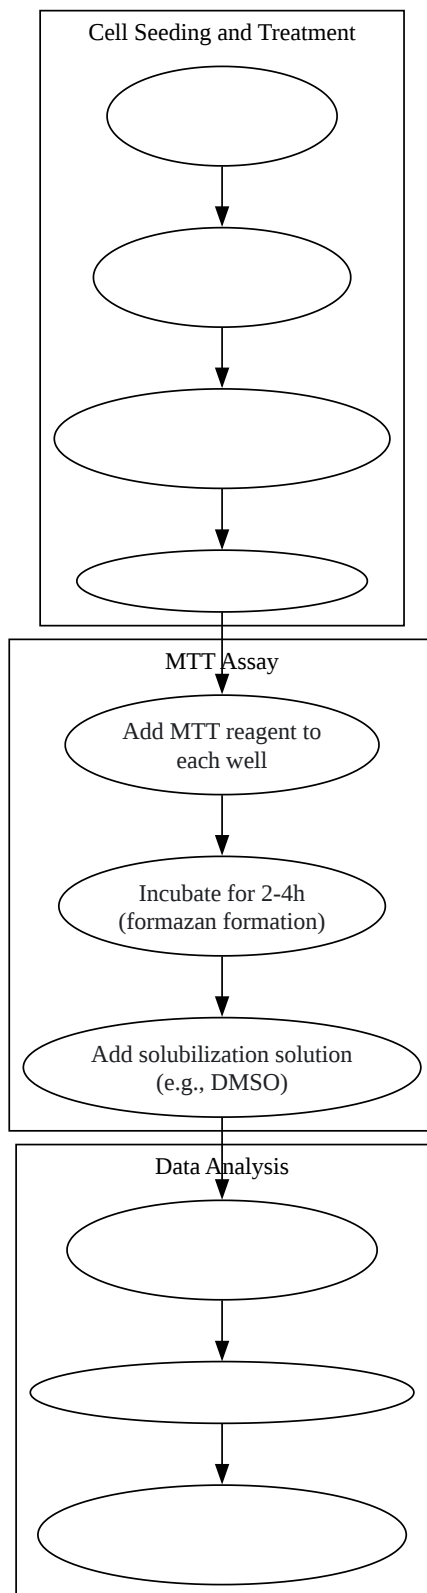 Cell Seeding and Treatment
MTT Assay
Add MTT reagent to
each well
Incubate for 2-4h
(formazan formation)
Add solubilization solution
(e.g., DMSO)
Data Analysis